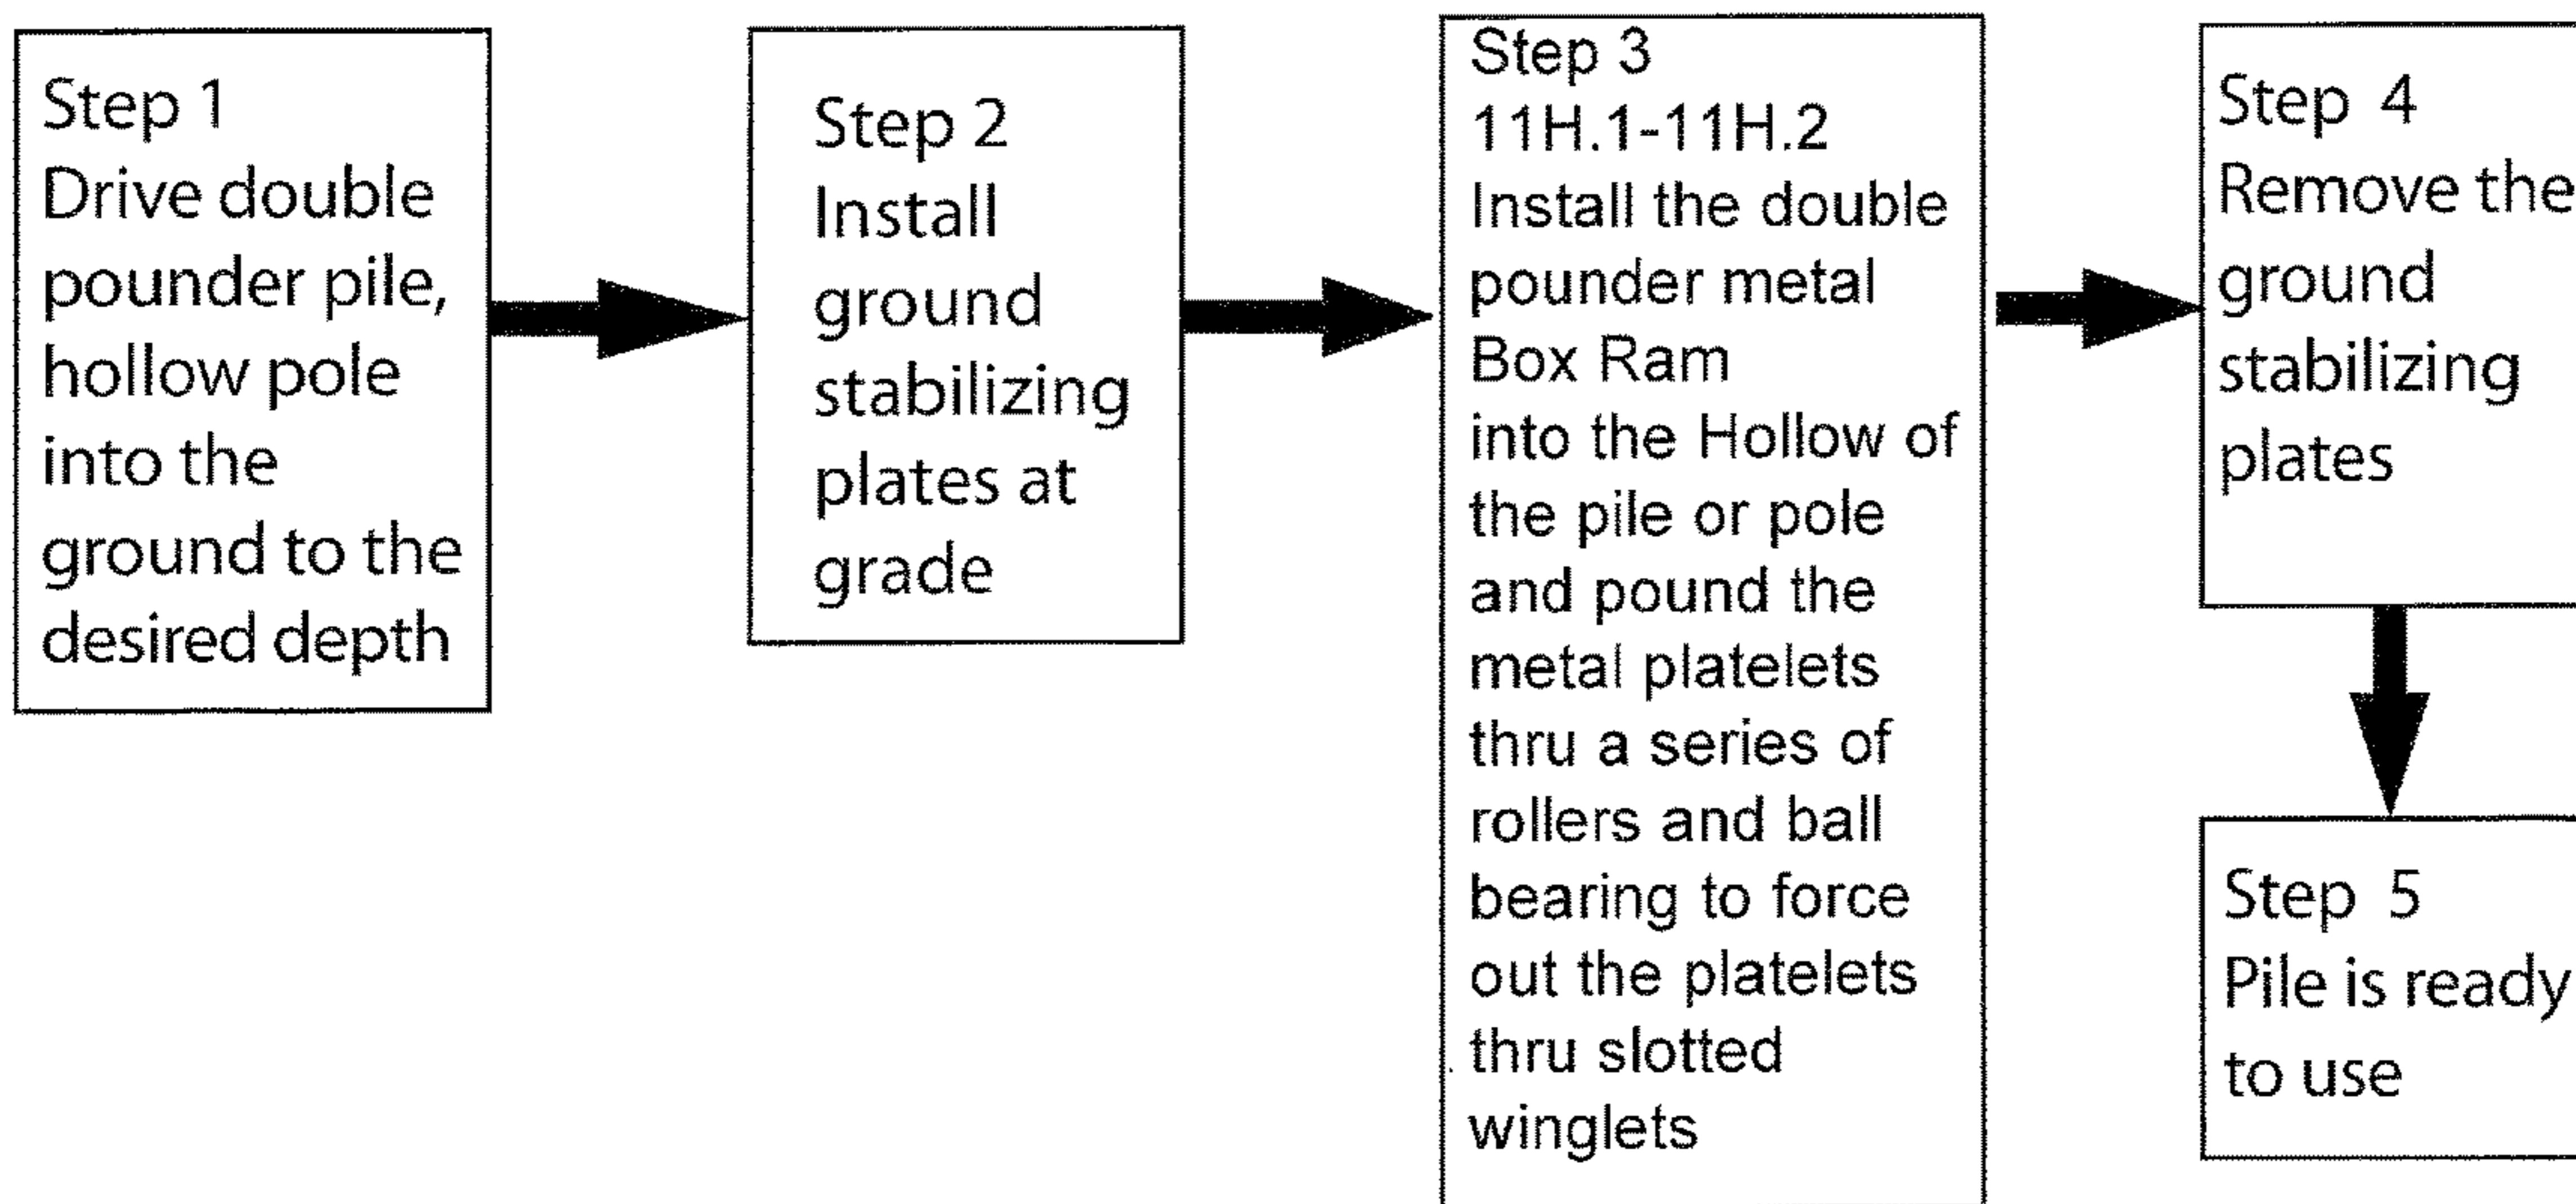 Step 1
Drive double
pounder pile,
hollow pole
into the
ground to the
desired depth
Step 2
Install
ground
stabilizing
plates at
grade
Step 3
11H.1-11H.2
Install the double
pounder metal
Box Ram
into the Hollow of
the pile or pole
and pound the
metal platelets
thru a series of
rollers and ball
bearing to force
out the platelets
thru slotted
winglets
Step 4
Remove the
ground
stabilizing
plates
Step 5
Pile is ready
to use